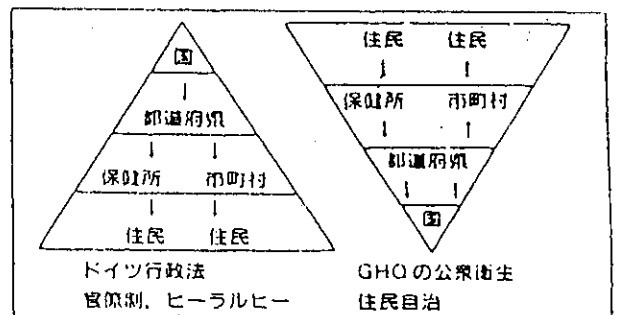 国
↓
都道府県
↓ ↓
保健所 市町村
↓ ↓
住民 住民
ドイツ行政法
官僚制，ヒーラルヒー
住民 住民
↓ ↑
保健所 市町村
↓ ↑
都道府県
↓ ↑
国
GHQの公衆衛生
住民自治